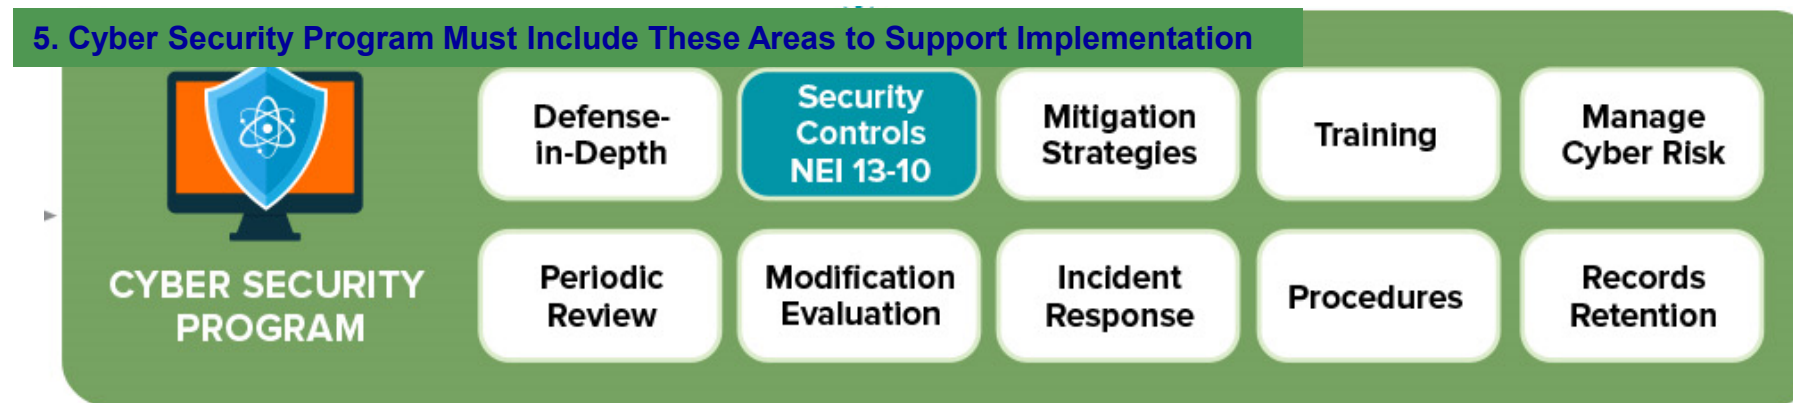 5. Cyber Security Program Must Include These Areas to Support Implementation
Defense-
in-Depth
Security
Controls
NEI 13-10
Mitigation
Strategies
Training
Manage
Cyber Risk
CYBER SECURITY
PROGRAM
Periodic
Review
Modification
Evaluation
Incident
Response
Procedures
Records
Retention